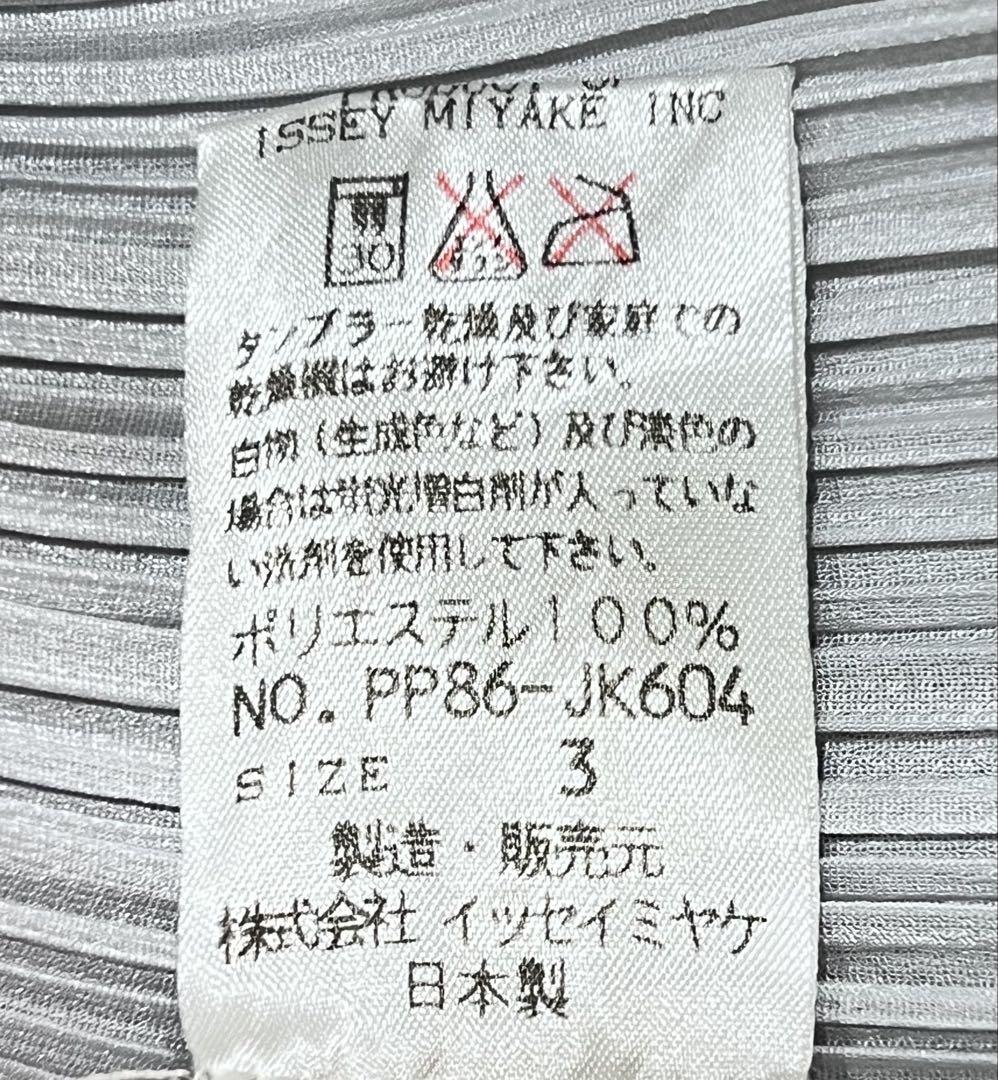 ISSEY MIYAKE INC
30
タンブラー乾燥及び家庭での
乾燥機はお避け下さい。
白物（生成色など）及び淡色の
場合は蛍光増白剤が入っていな
い洗剤を使用して下さい。
ポリエステル100%
NO. PP86-JK604
SIZE 3
製造・販売元
株式会社 イッセイミヤケ
日本製